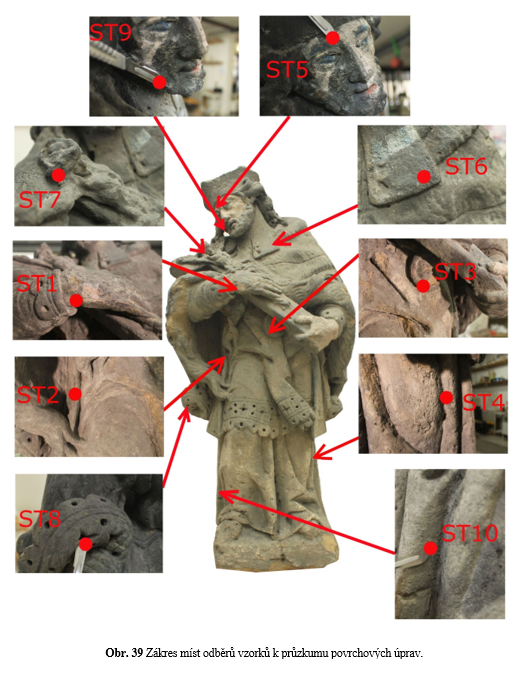 ST9
ST5
ST7
ST6
ST1
ST3
ST2
ST4
ST8
ST10
Obr. 39 Zákres míst odběrů vzorků k průzkumu povrchových úprav.